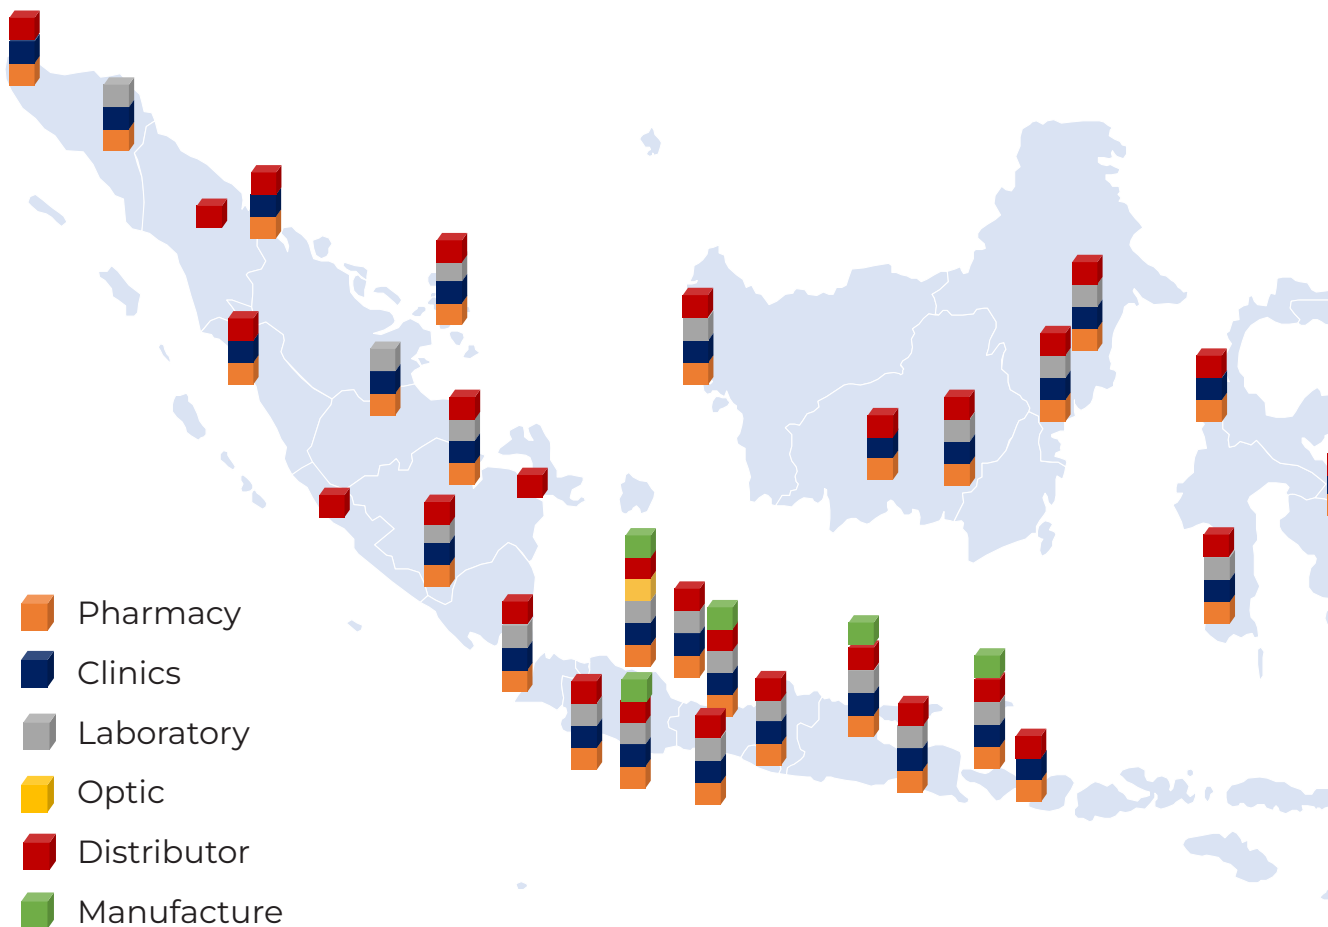 Pharmacy
Clinics
Laboratory
Optic
Distributor
Manufacture